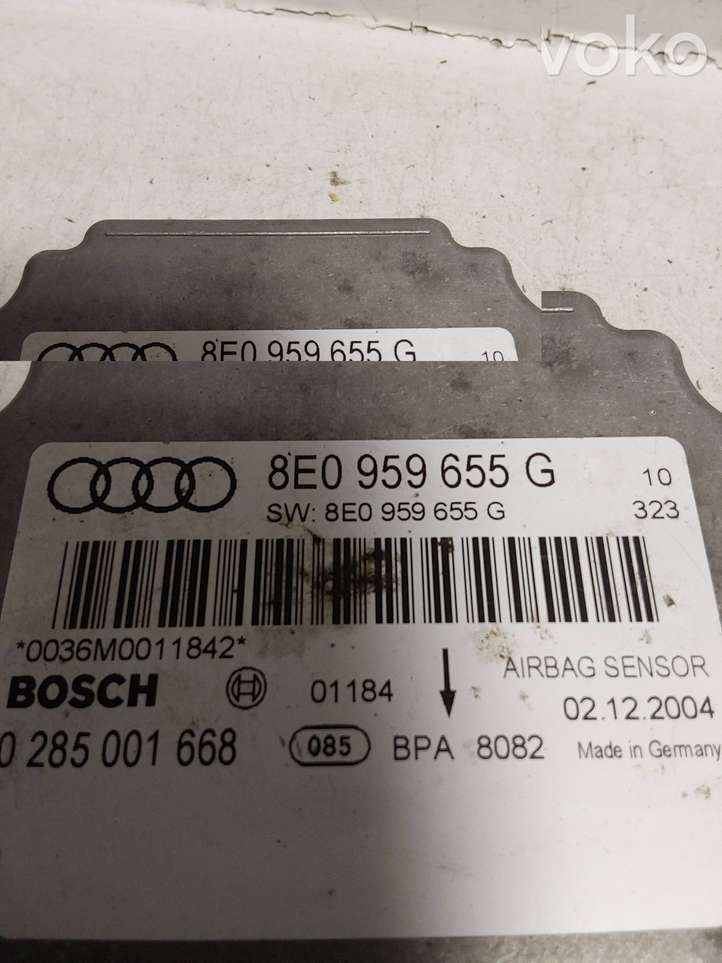 voko
8E0 959 655 G 10
8E0 959 655 G 10
SW: 8E0 959 655 G 323
*0036M0011842*
AIRBAG SENSOR
BOSCH 01184
02.12.2004
0 285 001 668 085 BPA 8082 Made in Germany